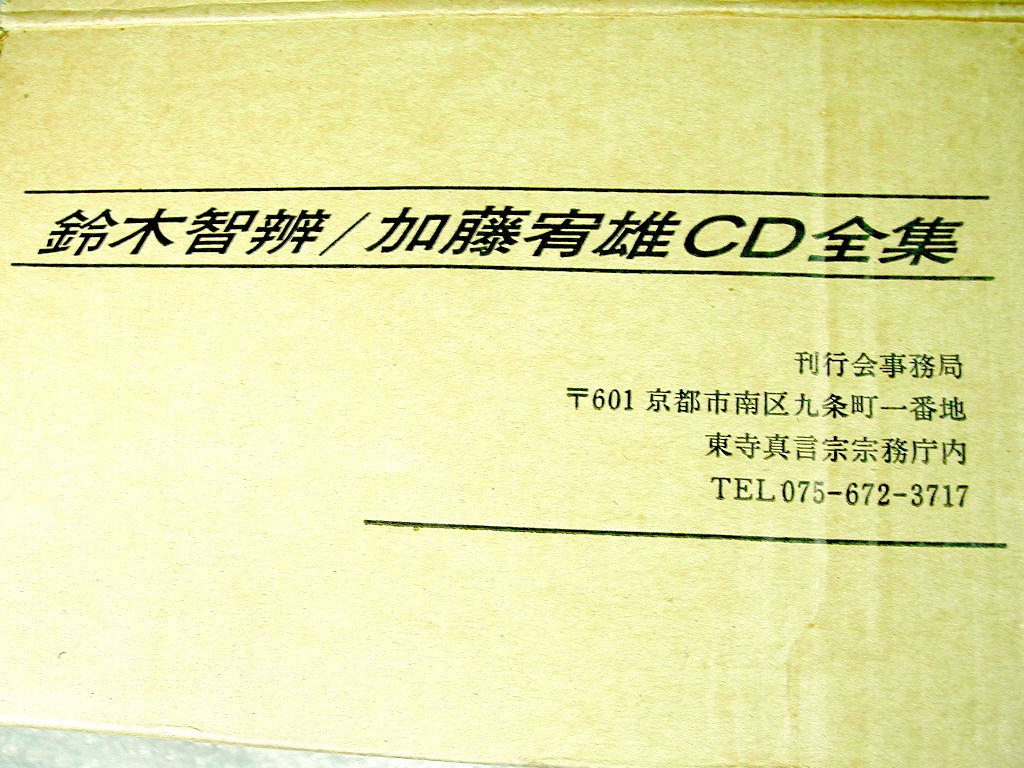 鈴木智辨/加藤宥雄CD全集
刊行会事務局
〒601 京都市南区九条町一番地
東寺真言宗宗務庁内
TEL075-672-3717